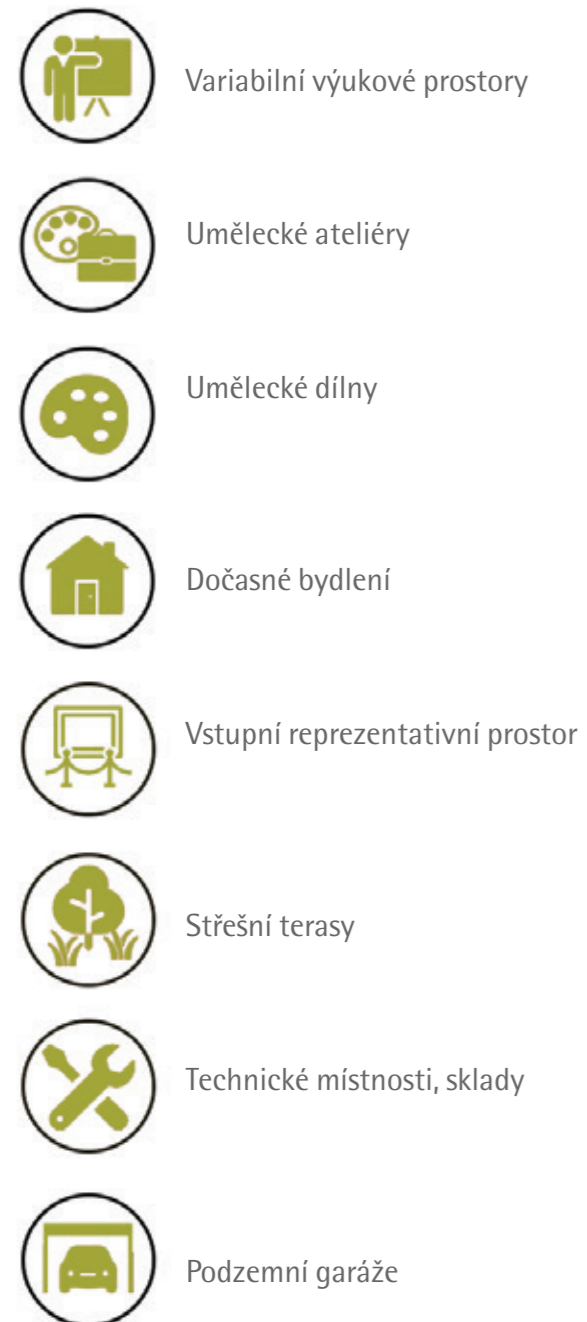 Variabilní výukové prostory
Umělecké ateliéry
Umělecké dílny
Dočasné bydlení
Vstupní reprezentativní prostor
Střešní terasy
Technické místnosti, sklady
Podzemní garáže